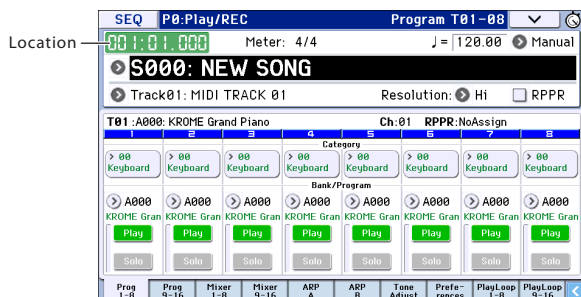 SEQ P0:Play/REC Program T01-08
Location 001:01.000 Meter: 4/4 ♩= 120.00 Manual
S000: NEW SONG
Track01: MIDI TRACK 01 Resolution: Hi RPPR
T01 :A000: KROME Grand Piano Ch:01 RPPR:NoAssign
1 2 3 4 5 6 7 8
Category
00 00 00 00 00 00 00 00
Keyboard Keyboard Keyboard Keyboard Keyboard Keyboard Keyboard Keyboard
Bank/Program
A000 A000 A000 A000 A000 A000 A000 A000
KROME Gran KROME Gran KROME Gran KROME Gran KROME Gran KROME Gran KROME Gran KROME Gran
Play Play Play Play Play Play Play Play
Solo Solo Solo Solo Solo Solo Solo Solo
Prog Prog Mixer Mixer ARP ARP Tone Prefe- PlayLoop PlayLoop
1-8 9-16 1-8 9-16 A B Adjust rences 1-8 9-16